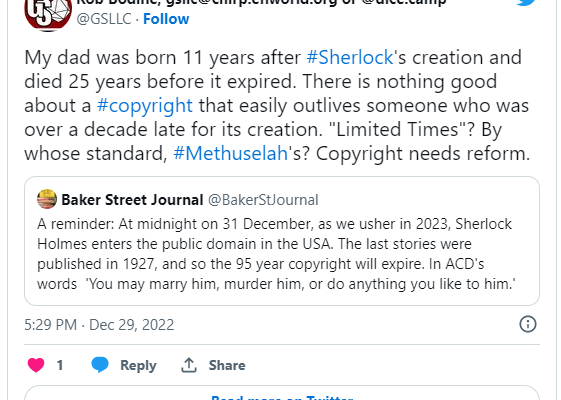 Rob Bodine, gsllc@chirp.enworld.org or @dice.camp
@GSLLC · Follow
My dad was born 11 years after #Sherlock's creation and
died 25 years before it expired. There is nothing good
about a #copyright that easily outlives someone who was
over a decade late for its creation. "Limited Times"? By
whose standard, #Methuselah's? Copyright needs reform.
Baker Street Journal @BakerStJournal
A reminder: At midnight on 31 December, as we usher in 2023, Sherlock
Holmes enters the public domain in the USA. The last stories were
published in 1927, and so the 95 year copyright will expire. In ACD's
words 'You may marry him, murder him, or do anything you like to him.'
5:29 PM · Dec 29, 2022
1 Reply Share
Read more on Twitter